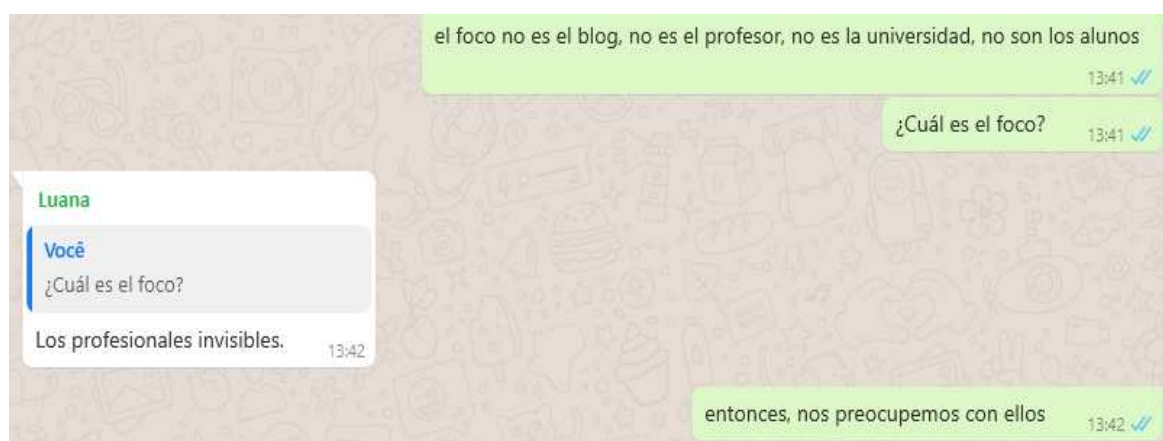 el foco no es el blog, no es el profesor, no es la universidad, no son los alunos
13:41
¿Cuál es el foco?
13:41
Luana
Você
¿Cuál es el foco?
Los profesionales invisibles.
13:42
entonces, nos preocupemos con ellos
13:42